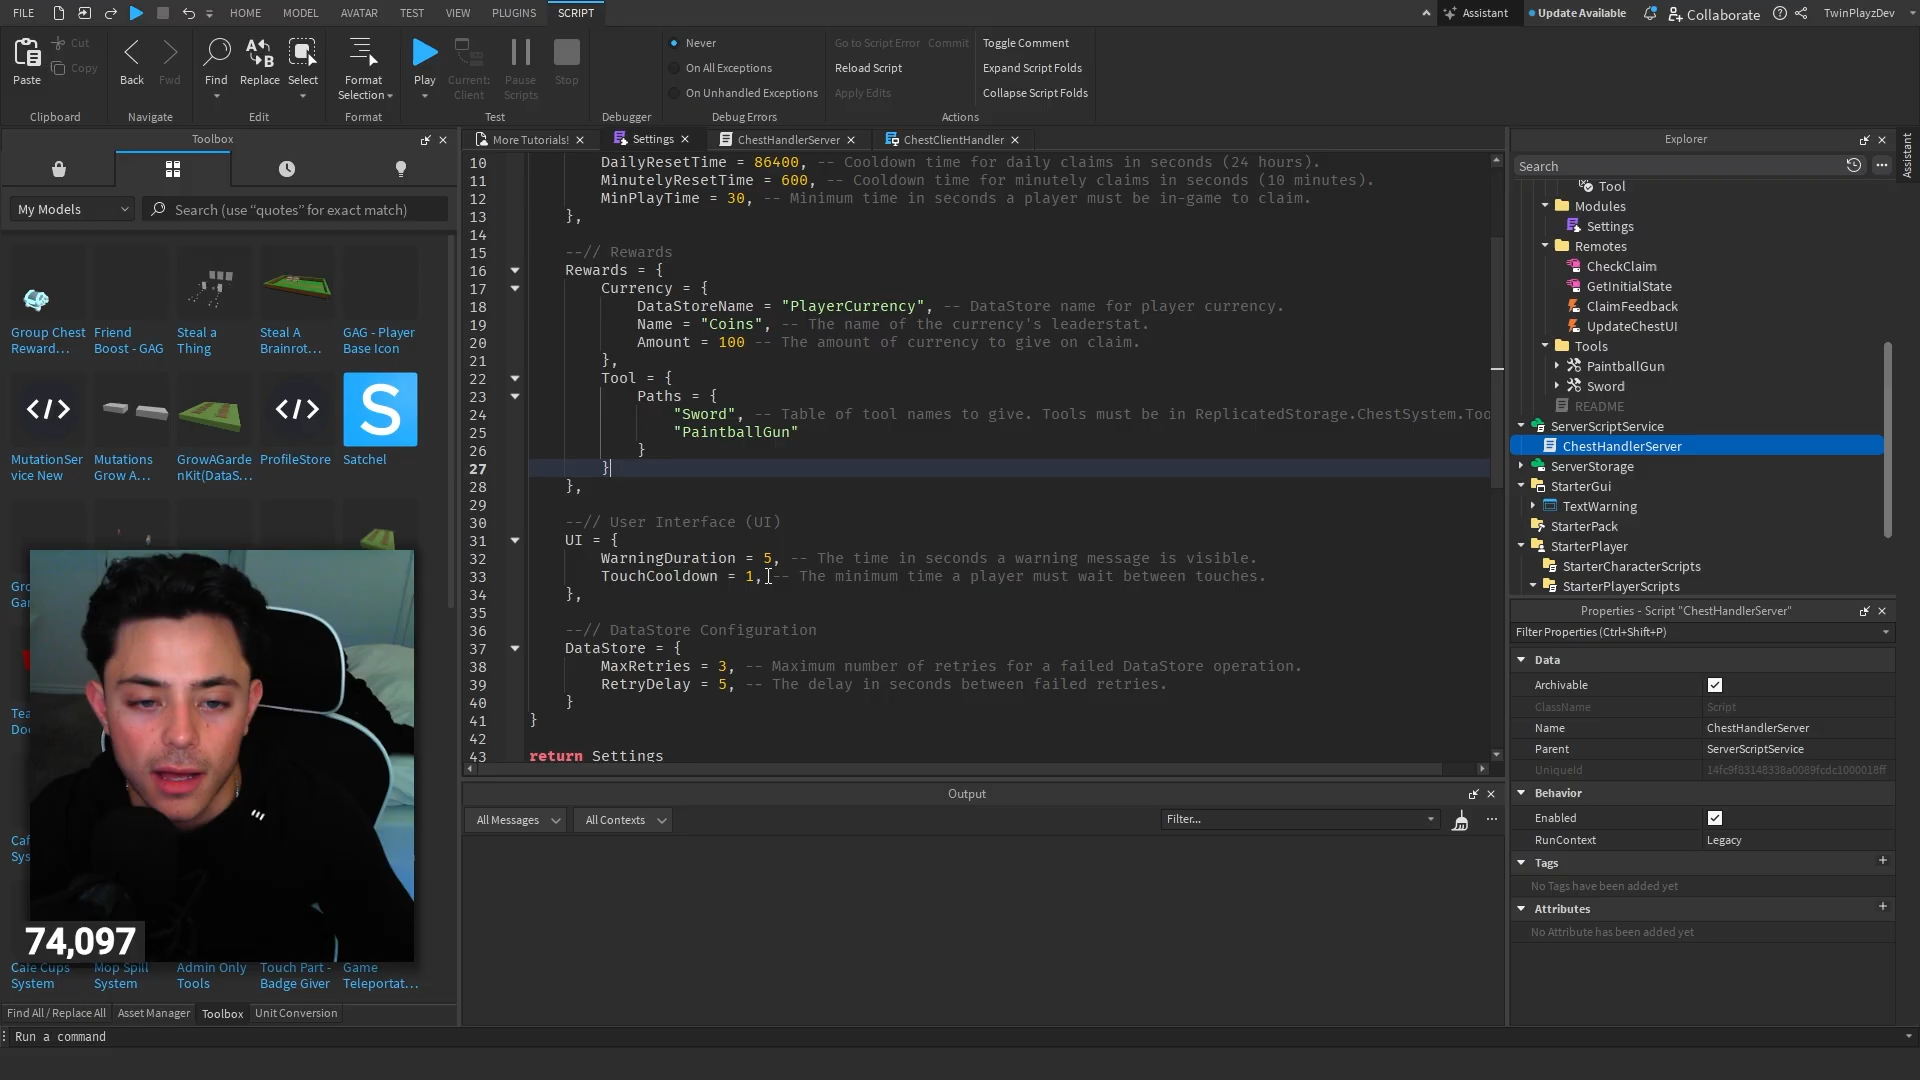 FILE HOME MODEL AVATAR TEST VIEW PLUGINS SCRIPT Assistant Update Available Collaborate TwinPlayzDev
Paste Cut Copy Back Fwd Find Replace Select Format Selection Play Current: Client Pause Scripts Stop
Never
On All Exceptions
On Unhandled Exceptions
Go to Script Error Commit
Reload Script
Apply Edits
Toggle Comment
Expand Script Folds
Collapse Script Folds
Clipboard Navigate Edit Format Test Debugger Debug Errors Actions
Toolbox
My Models Search (use “quotes” for exact match)
Group Chest Reward...
Friend Boost - GAG
Steal a Thing
Steal A Brainrot...
GAG - Player Base Icon
MutationSer vice New
Mutations Grow A...
GrowAGarde nKit(DataS...
ProfileStore
S
Satchel
74,097
Cafe Cups System
Mop Spill System
Admin Only Tools
Touch Part - Badge Giver
Game Teleportat...
Find All / Replace All Asset Manager Toolbox Unit Conversion
Run a command
More Tutorials! Settings ChestHandlerServer ChestClientHandler
10 DailyResetTime = 86400, -- Cooldown time for daily claims in seconds (24 hours).
11 MinutelyResetTime = 600, -- Cooldown time for minutely claims in seconds (10 minutes).
12 MinPlayTime = 30, -- Minimum time in seconds a player must be in-game to claim.
13 },
14
15 --// Rewards
16 Rewards = {
17 Currency = {
18 DataStoreName = "PlayerCurrency", -- DataStore name for player currency.
19 Name = "Coins", -- The name of the currency's leaderstat.
20 Amount = 100 -- The amount of currency to give on claim.
21 },
22 Tool = {
23 Paths = {
24 "Sword", -- Table of tool names to give. Tools must be in ReplicatedStorage.ChestSystem.Too
25 "PaintballGun"
26 }
27 }
28 },
29
30 --// User Interface (UI)
31 UI = {
32 WarningDuration = 5, -- The time in seconds a warning message is visible.
33 TouchCooldown = 1, -- The minimum time a player must wait between touches.
34 },
35
36 --// DataStore Configuration
37 DataStore = {
38 MaxRetries = 3, -- Maximum number of retries for a failed DataStore operation.
39 RetryDelay = 5, -- The delay in seconds between failed retries.
40 }
41 }
42
43 return Settings
Output
All Messages All Contexts Filter...
Explorer
Search
Tool
Modules
Settings
Remotes
CheckClaim
GetInitialState
ClaimFeedback
UpdateChestUI
Tools
PaintballGun
Sword
README
ServerScriptService
ChestHandlerServer
ServerStorage
StarterGui
TextWarning
StarterPack
StarterPlayer
StarterCharacterScripts
StarterPlayerScripts
Properties - Script "ChestHandlerServer"
Filter Properties (Ctrl+Shift+P)
Data
Archivable
ClassName Script
Name ChestHandlerServer
Parent ServerScriptService
UniqueId
Behavior
Enabled
RunContext Legacy
Tags
No Tags have been added yet
Attributes
No Attribute has been added yet
Assistant